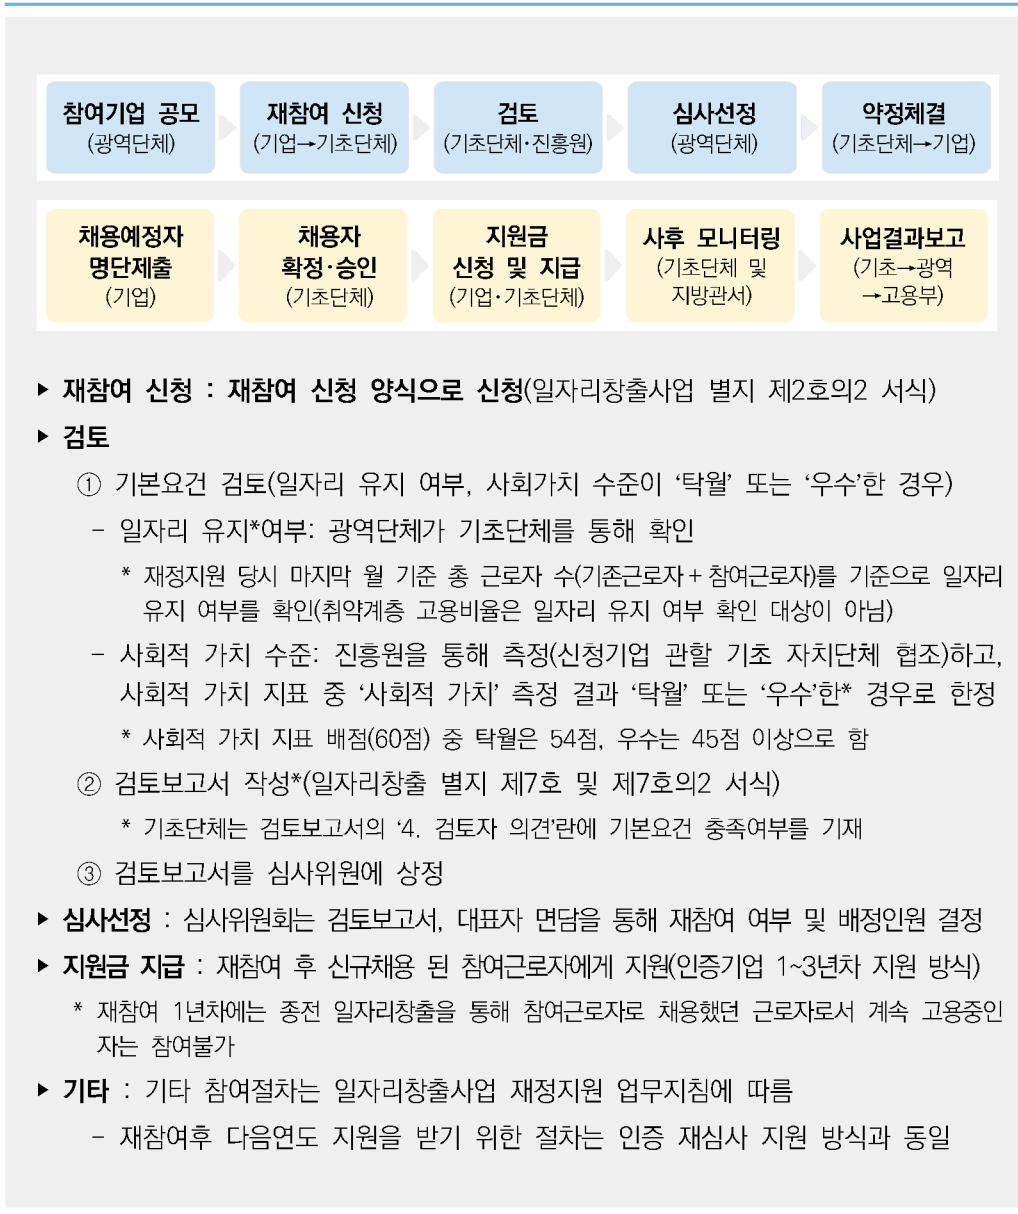 참여기업 공모
(광역단체)
재참여 신청
(기업→기초단체)
검토
(기초단체·진흥원)
심사선정
(광역단체)
약정체결
(기초단체→기업)
채용예정자
명단제출
(기업)
채용자
확정·승인
(기초단체)
지원금
신청 및 지급
(기업·기초단체)
사후 모니터링
(기초단체 및
지방관서)
사업결과보고
(기초→광역
→고용부)
▶ 재참여 신청 : 재참여 신청 양식으로 신청(일자리창출사업 별지 제2호의2 서식)
▶ 검토
① 기본요건 검토(일자리 유지 여부, 사회가치 수준이 ‘탁월’ 또는 ‘우수’한 경우)
- 일자리 유지*여부: 광역단체가 기초단체를 통해 확인
* 재정지원 당시 마지막 월 기준 총 근로자 수(기존근로자+참여근로자)를 기준으로 일자리
유지 여부를 확인(취약계층 고용비율은 일자리 유지 여부 확인 대상이 아님)
- 사회적 가치 수준: 진흥원을 통해 측정(신청기업 관할 기초 자치단체 협조)하고,
사회적 가치 지표 중 ‘사회적 가치’ 측정 결과 ‘탁월’ 또는 ‘우수’한* 경우로 한정
* 사회적 가치 지표 배점(60점) 중 탁월은 54점, 우수는 45점 이상으로 함
② 검토보고서 작성*(일자리창출 별지 제7호 및 제7호의2 서식)
* 기초단체는 검토보고서의 ‘4. 검토자 의견’란에 기본요건 충족여부를 기재
③ 검토보고서를 심사위원에 상정
▶ 심사선정 : 심사위원회는 검토보고서, 대표자 면담을 통해 재참여 여부 및 배정인원 결정
▶ 지원금 지급 : 재참여 후 신규채용 된 참여근로자에게 지원(인증기업 1~3년차 지원 방식)
* 재참여 1년차에는 종전 일자리창출을 통해 참여근로자로 채용했던 근로자로서 계속 고용중인
자는 참여불가
▶ 기타 : 기타 참여절차는 일자리창출사업 재정지원 업무지침에 따름
- 재참여후 다음연도 지원을 받기 위한 절차는 인증 재심사 지원 방식과 동일